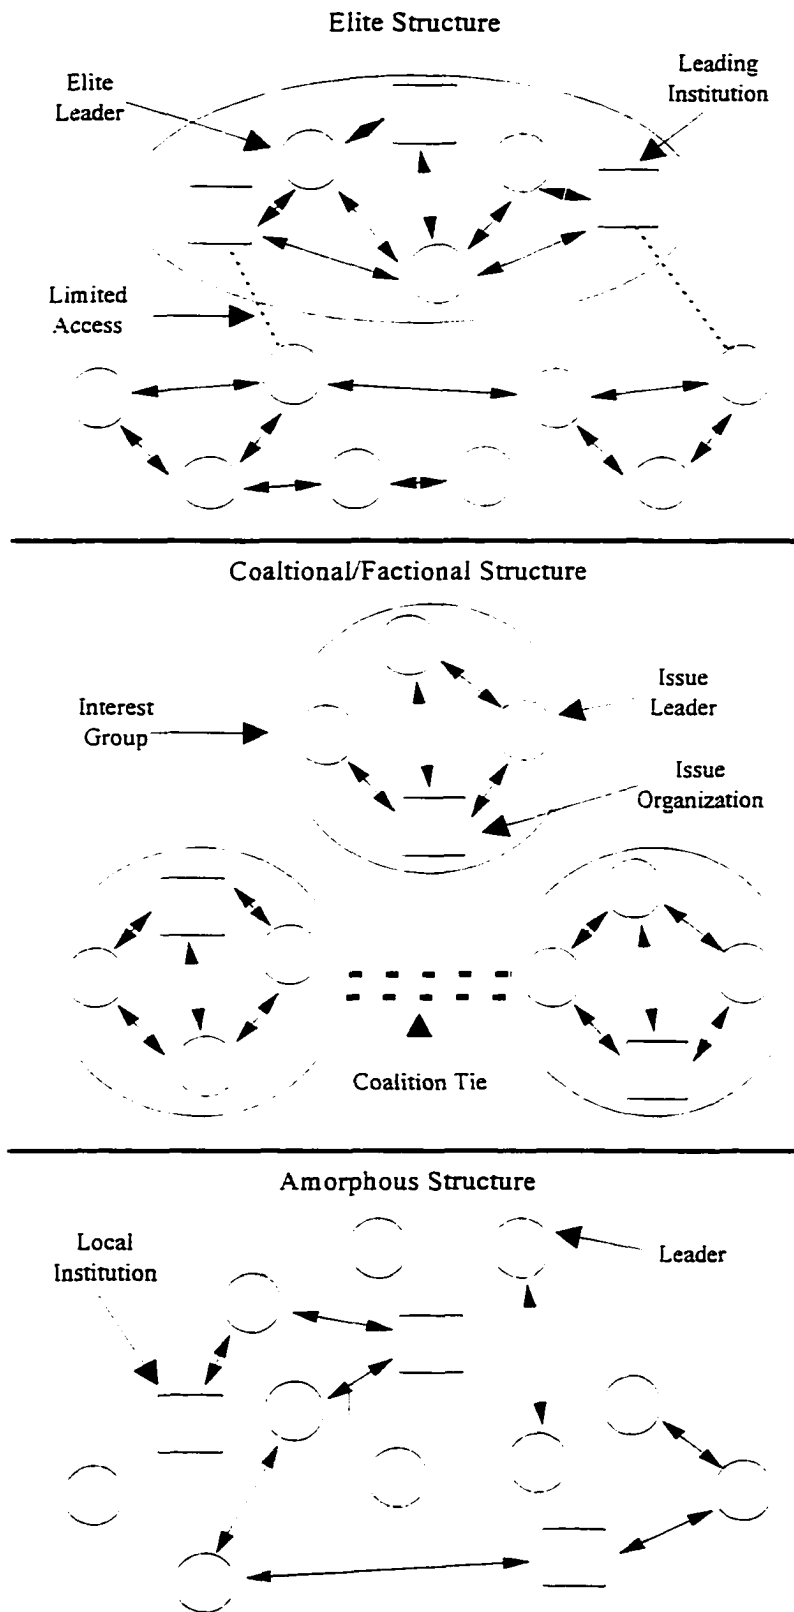 Elite Structure
Elite
Leader
Leading
Institution
Limited
Access
Coaltional/Factional Structure
Interest
Group
Issue
Leader
Issue
Organization
Coalition Tie
Amorphous Structure
Local
Institution
Leader